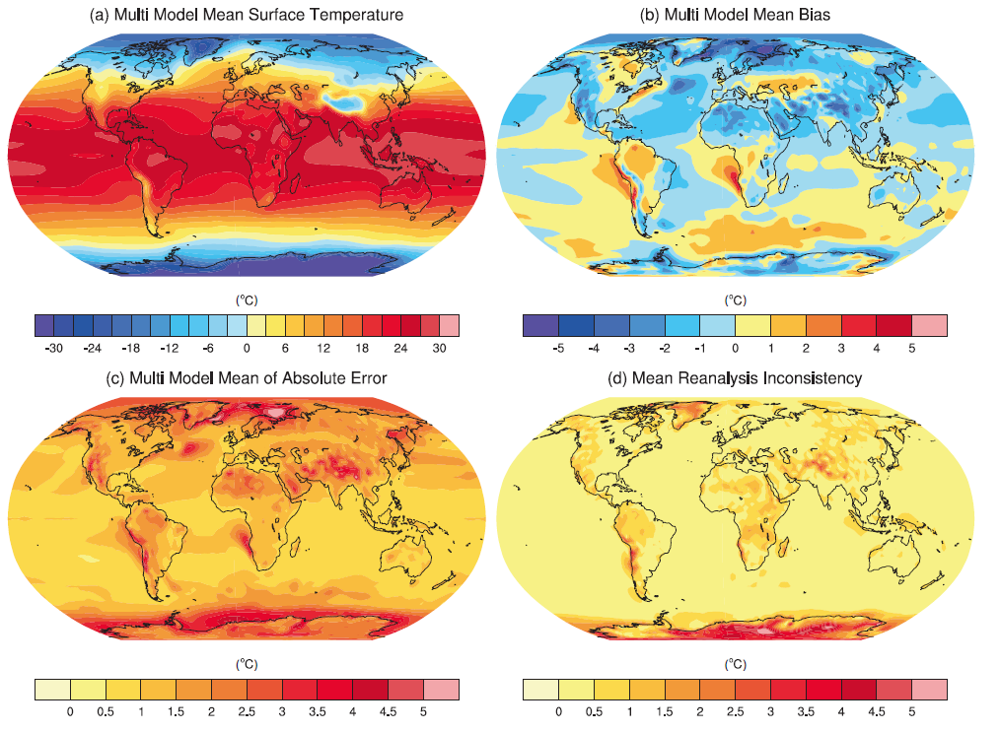 (a) Multi Model Mean Surface Temperature
(b) Multi Model Mean Bias
(°C)
-30 -24 -18 -12 -6 0 6 12 18 24 30
(°C)
-5 -4 -3 -2 -1 0 1 2 3 4 5
(c) Multi Model Mean of Absolute Error
(d) Mean Reanalysis Inconsistency
(°C)
0 0.5 1 1.5 2 2.5 3 3.5 4 4.5 5
(°C)
0 0.5 1 1.5 2 2.5 3 3.5 4 4.5 5